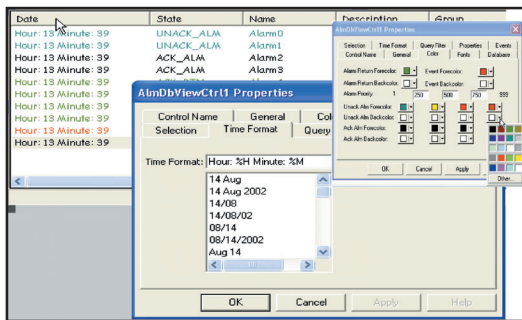 Date State Name Description Group
Hour: 13 Minute: 39 UNACK_ALM Alarm0
Hour: 13 Minute: 39 UNACK_ALM Alarm1
Hour: 13 Minute: 39 ACK_ALM Alarm2
Hour: 13 Minute: 39 ACK_ALM Alarm3
Hour: 13 Minute: 39
Hour: 13 Minute: 39
Hour: 13 Minute: 39
Hour: 13 Minute: 39
Hour: 13 Minute: 39
AlmDbViewCtrl1 Properties
Control Name General Col
Selection Time Format Query
Time Format: Hour: %H Minute: %M
14 Aug
14 Aug 2002
14/08
14/08/02
08/14
08/14/2002
Aug 14
OK Cancel Apply Help
AlmDbViewCtrl1 Properties
Selection Time Format Query Filter Properties Events
Control Name General Color Fonts Database
Alarm Return Forecolor: Event Forecolor:
Alarm Return Backcolor: Event Backcolor:
Alarm Priority: 1 250 500 750 999
Unack Alm Forecolor:
Unack Alm Backcolor:
Ack Alm Forecolor:
Ack Alm Backcolor:
OK Cancel Apply
Other...